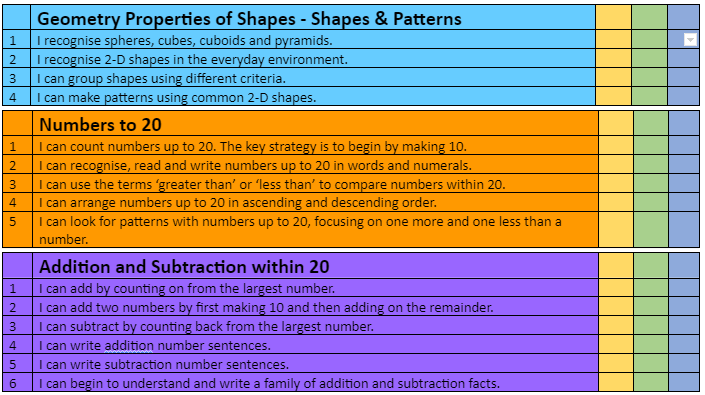 Geometry Properties of Shapes - Shapes & Patterns
1 I recognise spheres, cubes, cuboids and pyramids.
2 I recognise 2-D shapes in the everyday environment.
3 I can group shapes using different criteria.
4 I can make patterns using common 2-D shapes.
Numbers to 20
1 I can count numbers up to 20. The key strategy is to begin by making 10.
2 I can recognise, read and write numbers up to 20 in words and numerals.
3 I can use the terms ‘greater than’ or ‘less than’ to compare numbers within 20.
4 I can arrange numbers up to 20 in ascending and descending order.
5 I can look for patterns with numbers up to 20, focusing on one more and one less than a
number.
Addition and Subtraction within 20
1 I can add by counting on from the largest number.
2 I can add two numbers by first making 10 and then adding on the remainder.
3 I can subtract by counting back from the largest number.
4 I can write addition number sentences.
5 I can write subtraction number sentences.
6 I can begin to understand and write a family of addition and subtraction facts.